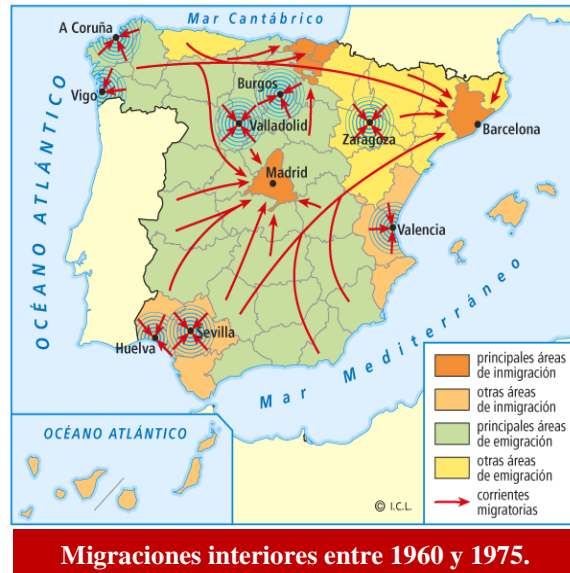 Mar Cantábrico
A Coruña
Vigo
Burgos
Valladolid
Zaragoza
Barcelona
Madrid
Valencia
Huelva
Sevilla
OCÉANO ATLÁNTICO
Mar Mediterráneo
OCÉANO ATLÁNTICO
principales áreas
de inmigración
otras áreas
de inmigración
principales áreas
de emigración
otras áreas
de emigración
corrientes
migratorias
© I.C.L.
Migraciones interiores entre 1960 y 1975.